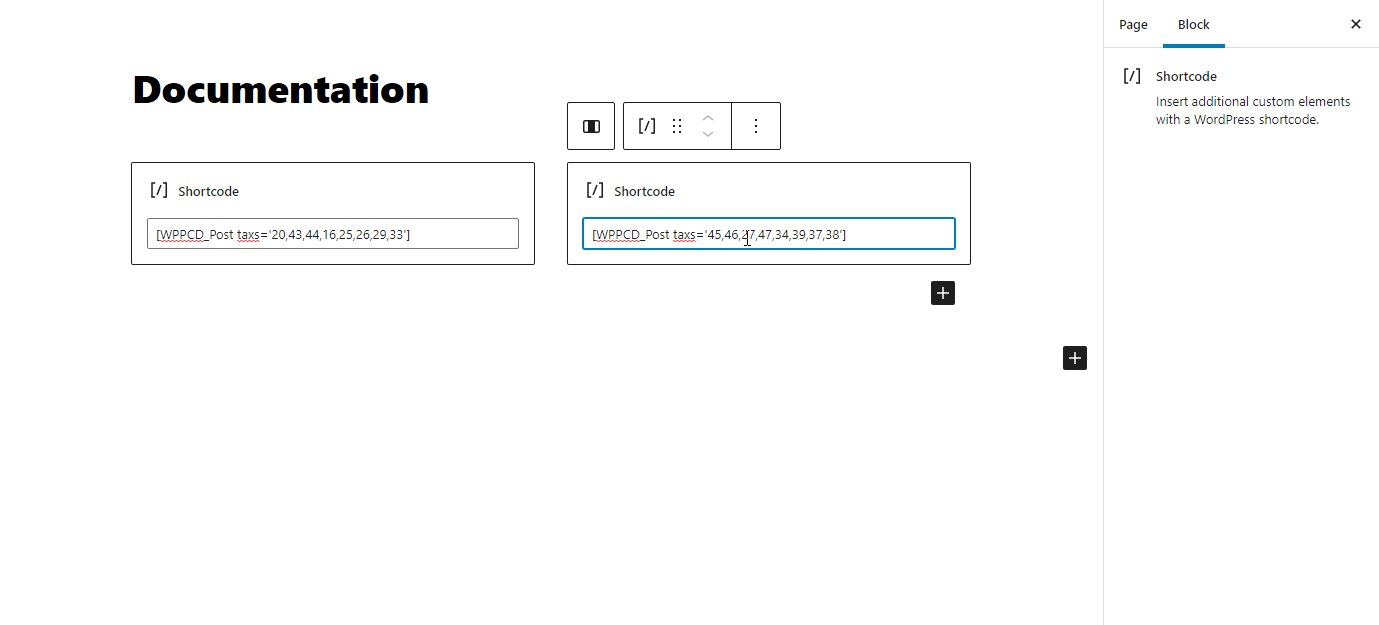 Page Block
Documentation
[/] Shortcode
Insert additional custom elements
with a WordPress shortcode.
[/]
[/] Shortcode
[WPPCD_Post taxs='20,43,44,16,25,26,29,33']
[/] Shortcode
[WPPCD_Post taxs='45,46,27,47,34,39,37,38']